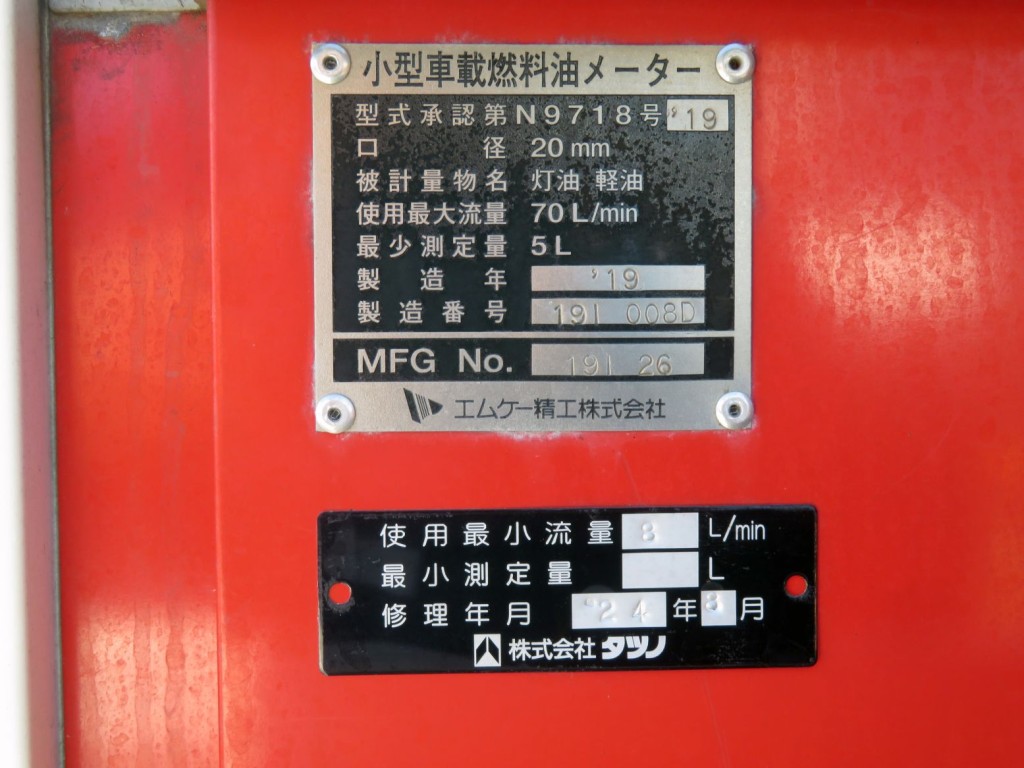 小型車載燃料油メーター
型式承認第N9718号 '19
口径 20mm
被計量物名 灯油 軽油
使用最大流量 70L/min
最少測定量 5L
製造年 '19
製造番号 191 008D
MFG No. 191 26
エムケー精工株式会社
使用最小流量 8 L/min
最小測定量 L
修理年月 '24年8月
株式会社タツノ